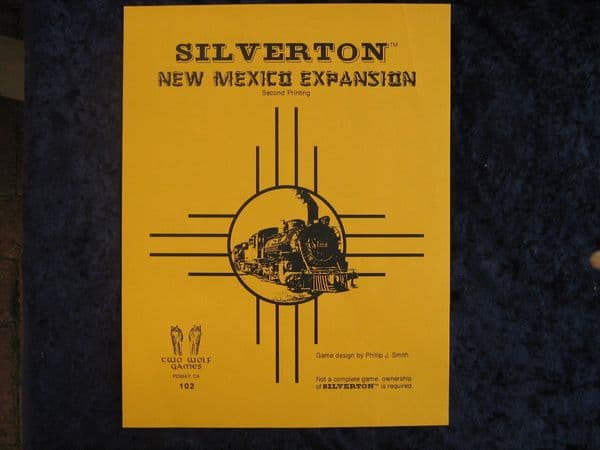 SILVERTON™
NEW MEXICO EXPANSION
Second Printing
Game design by Phillip J. Smith
TWO WOLF
GAMES
POWAY, CA
102
Not a complete game, ownership
of SILVERTON™ is required.